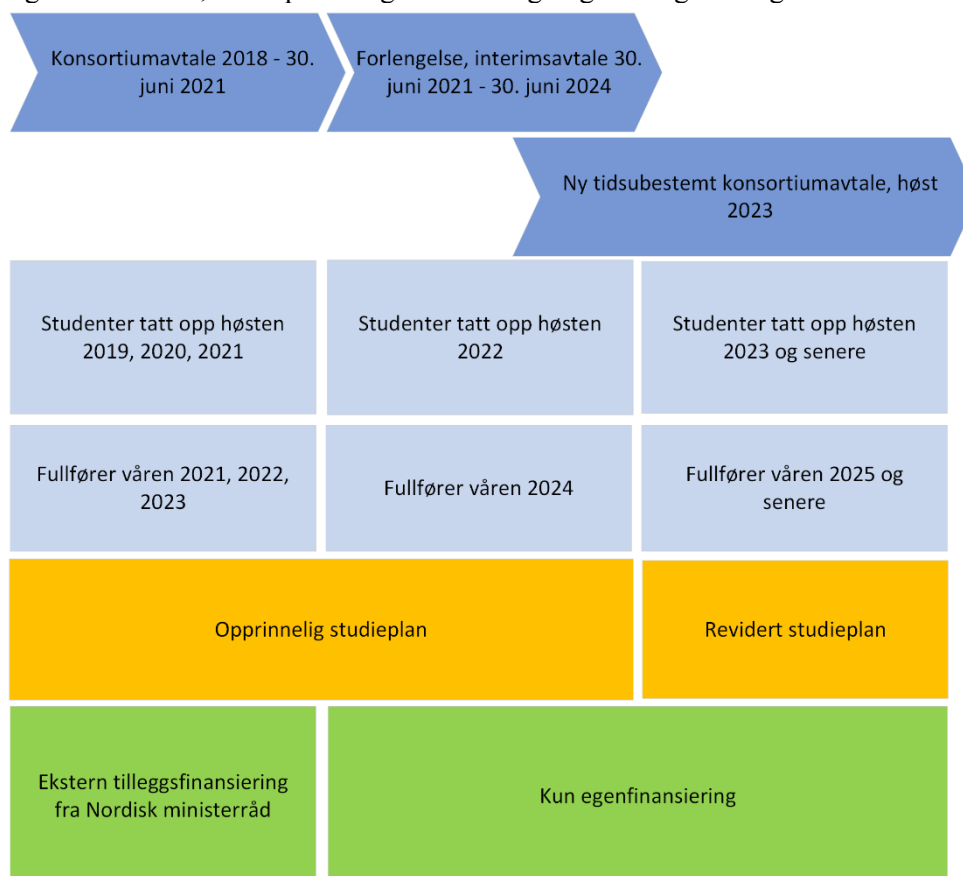 Konsortiumavtale 2018 - 30.
juni 2021
Forlengelse, interimsavtale 30.
juni 2021 - 30. juni 2024
Ny tidsubestemt konsortiumavtale, høst
2023
Studenter tatt opp høsten
2019, 2020, 2021
Studenter tatt opp høsten
2022
Studenter tatt opp høsten
2023 og senere
Fullfører våren 2021, 2022,
2023
Fullfører våren 2024
Fullfører våren 2025 og
senere
Opprinnelig studieplan
Revidert studieplan
Ekstern tilleggsfinansiering
fra Nordisk ministerråd
Kun egenfinansiering